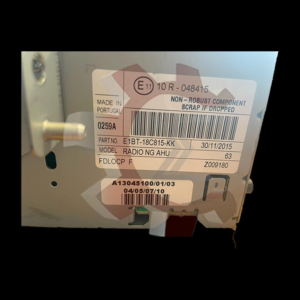 E11 10 R - 048415
MADE IN
PORTUGAL
NON - ROBUST COMPONENT
SCRAP IF DROPPED
0259A
PART NO E1BT-18C815-KK 30/11/2015
MODEL RADIO NG AHU 63
FDLOCP F Z009180
A13045100/01/03
04/05/07/10